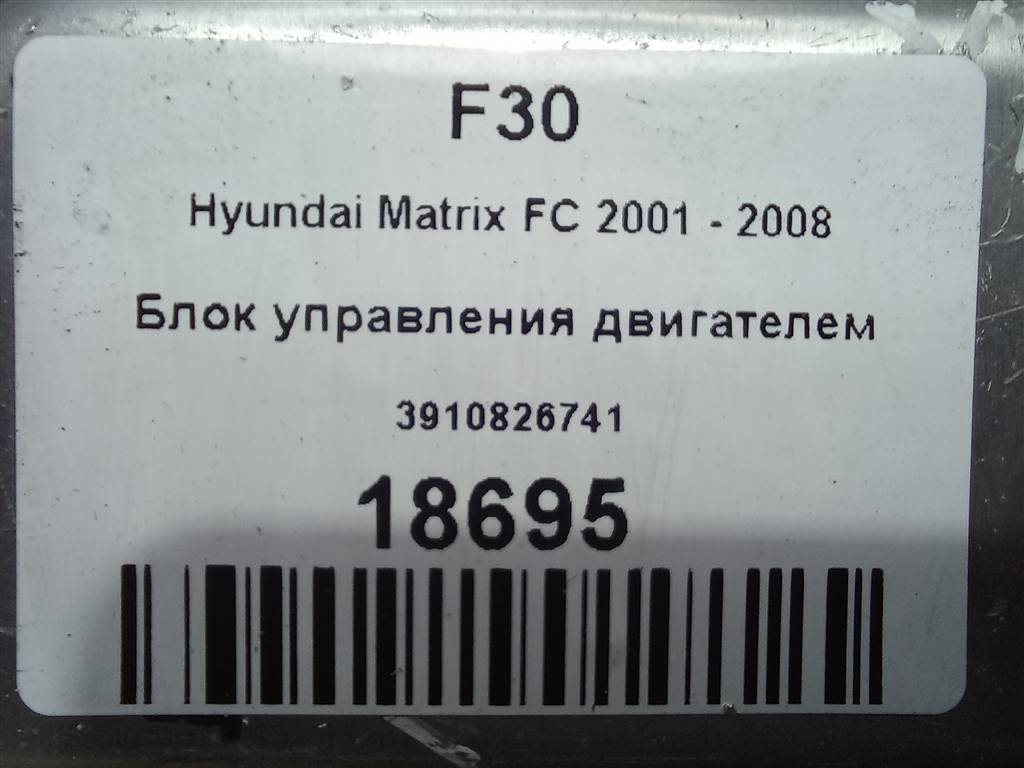 F30
Hyundai Matrix FC 2001 - 2008
Блок управления двигателем
3910826741
18695